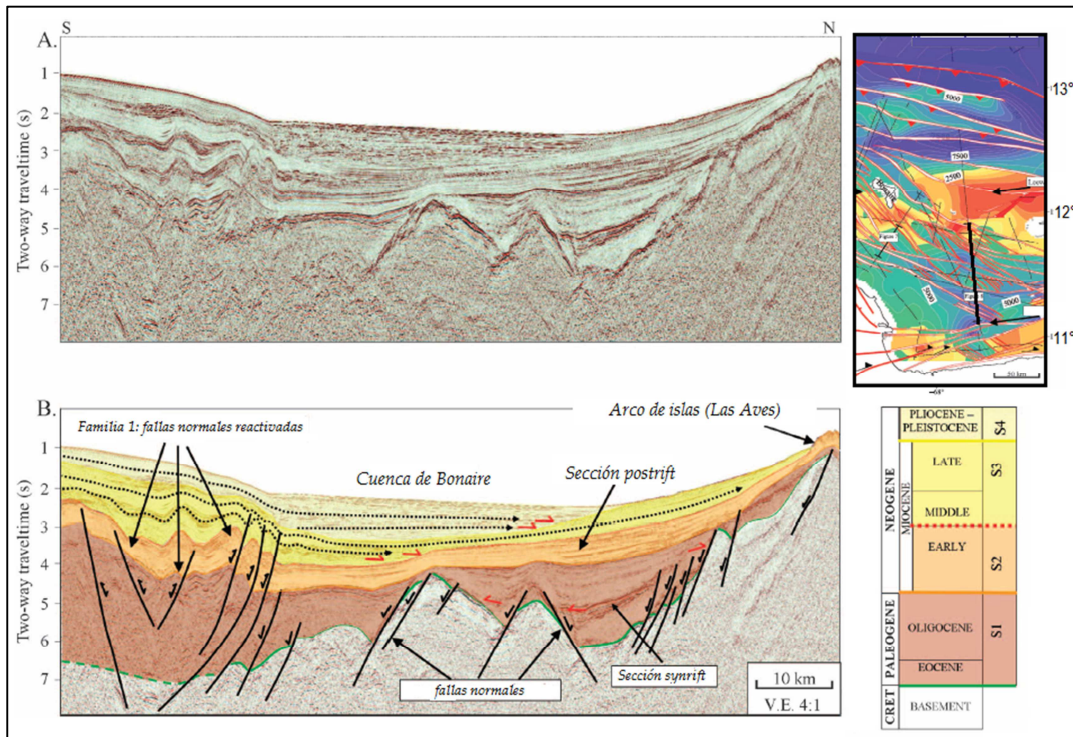 S
N
A.
1
2
3
4
5
6
7
Two-way traveltime (s)
13°
12°
11°
5000
7500
2500
5000
5000
50 km
-68°
B.
Familia 1: fallas normales reactivadas
Arco de islas (Las Aves)
Cuenca de Bonaire
Sección postrift
1
2
3
4
5
6
7
Two-way traveltime (s)
fallas normales
Sección synrift
10 km
V.E. 4:1
PLIOCENE –
PLEISTOCENE
S4
NEOGENE
MIOCENE
LATE
S3
MIDDLE
EARLY
S2
PALEOGENE
OLIGOCENE
S1
EOCENE
CRET
BASEMENT